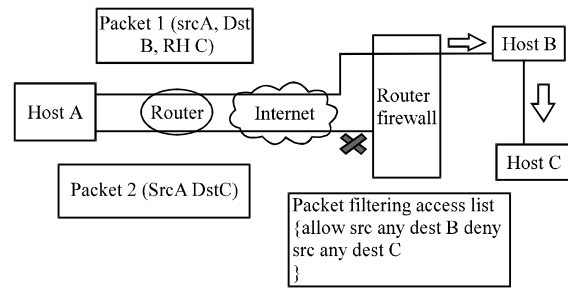 Packet 1 (srcA, Dst
B, RH C)
Host A
Router
Internet
Router
firewall
Host B
Host C
Packet 2 (SrcA DstC)
Packet filtering access list
{allow src any dest B deny
src any dest C
}